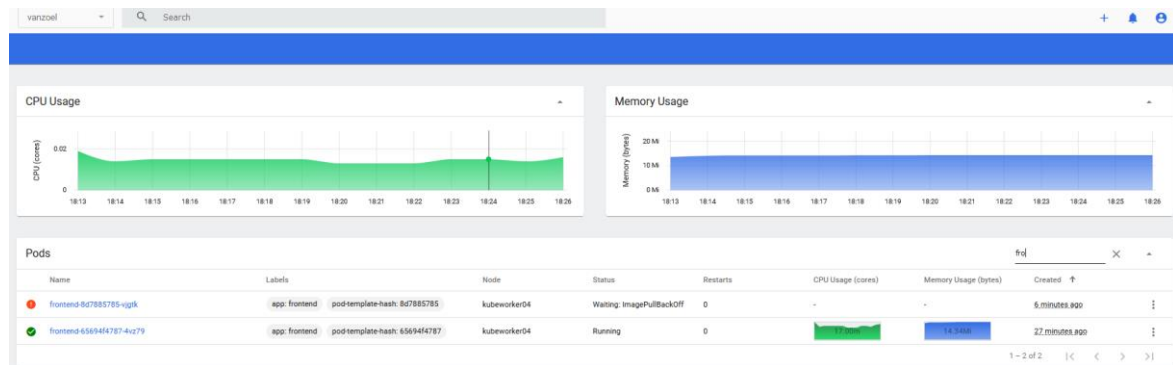 vanzoel Search
CPU Usage
CPU (cores)
0.02
0
18:13 18:14 18:15 18:16 18:17 18:18 18:19 18:20 18:21 18:22 18:23 18:24 18:25 18:26
Memory Usage
Memory (bytes)
20 Mi
10 Mi
0 Mi
18:13 18:14 18:15 18:16 18:17 18:18 18:19 18:20 18:21 18:22 18:23 18:24 18:25 18:26
Pods fro
Name Labels Node Status Restarts CPU Usage (cores) Memory Usage (bytes) Created
frontend-8d7885785-vjgtk app: frontend pod-template-hash: 8d7885785 kubeworker04 Waiting: ImagePullBackOff 0 - - 6 minutes ago
frontend-65694f4787-4vz79 app: frontend pod-template-hash: 65694f4787 kubeworker04 Running 0 17.00m 14.34Mi 27 minutes ago
1 – 2 of 2